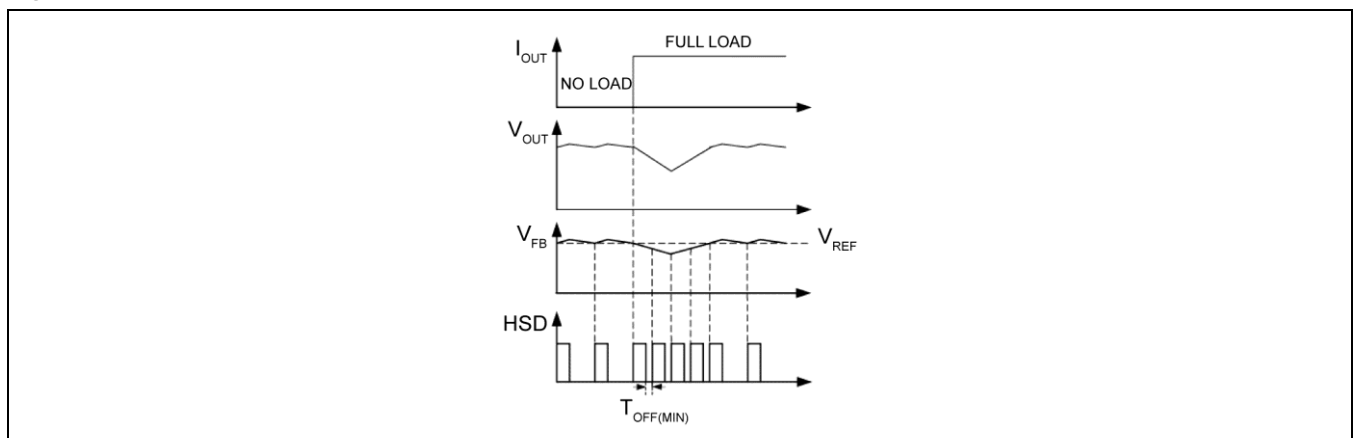 I_OUT
FULL LOAD
NO LOAD
V_OUT
V_FB
V_REF
HSD
T_OFF(MIN)